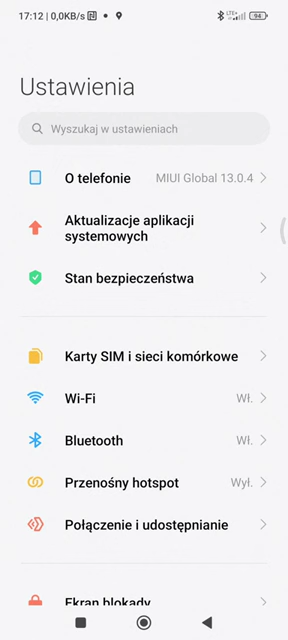 17:12 | 0,0KB/s
LTE+
94
Ustawienia
Wyszukaj w ustawieniach
O telefonie MIUI Global 13.0.4
Aktualizacje aplikacji
systemowych
Stan bezpieczeństwa
Karty SIM i sieci komórkowe
Wi-Fi Wł.
Bluetooth Wł.
Przenośny hotspot Wył.
Połączenie i udostępnianie
Ekran blokady